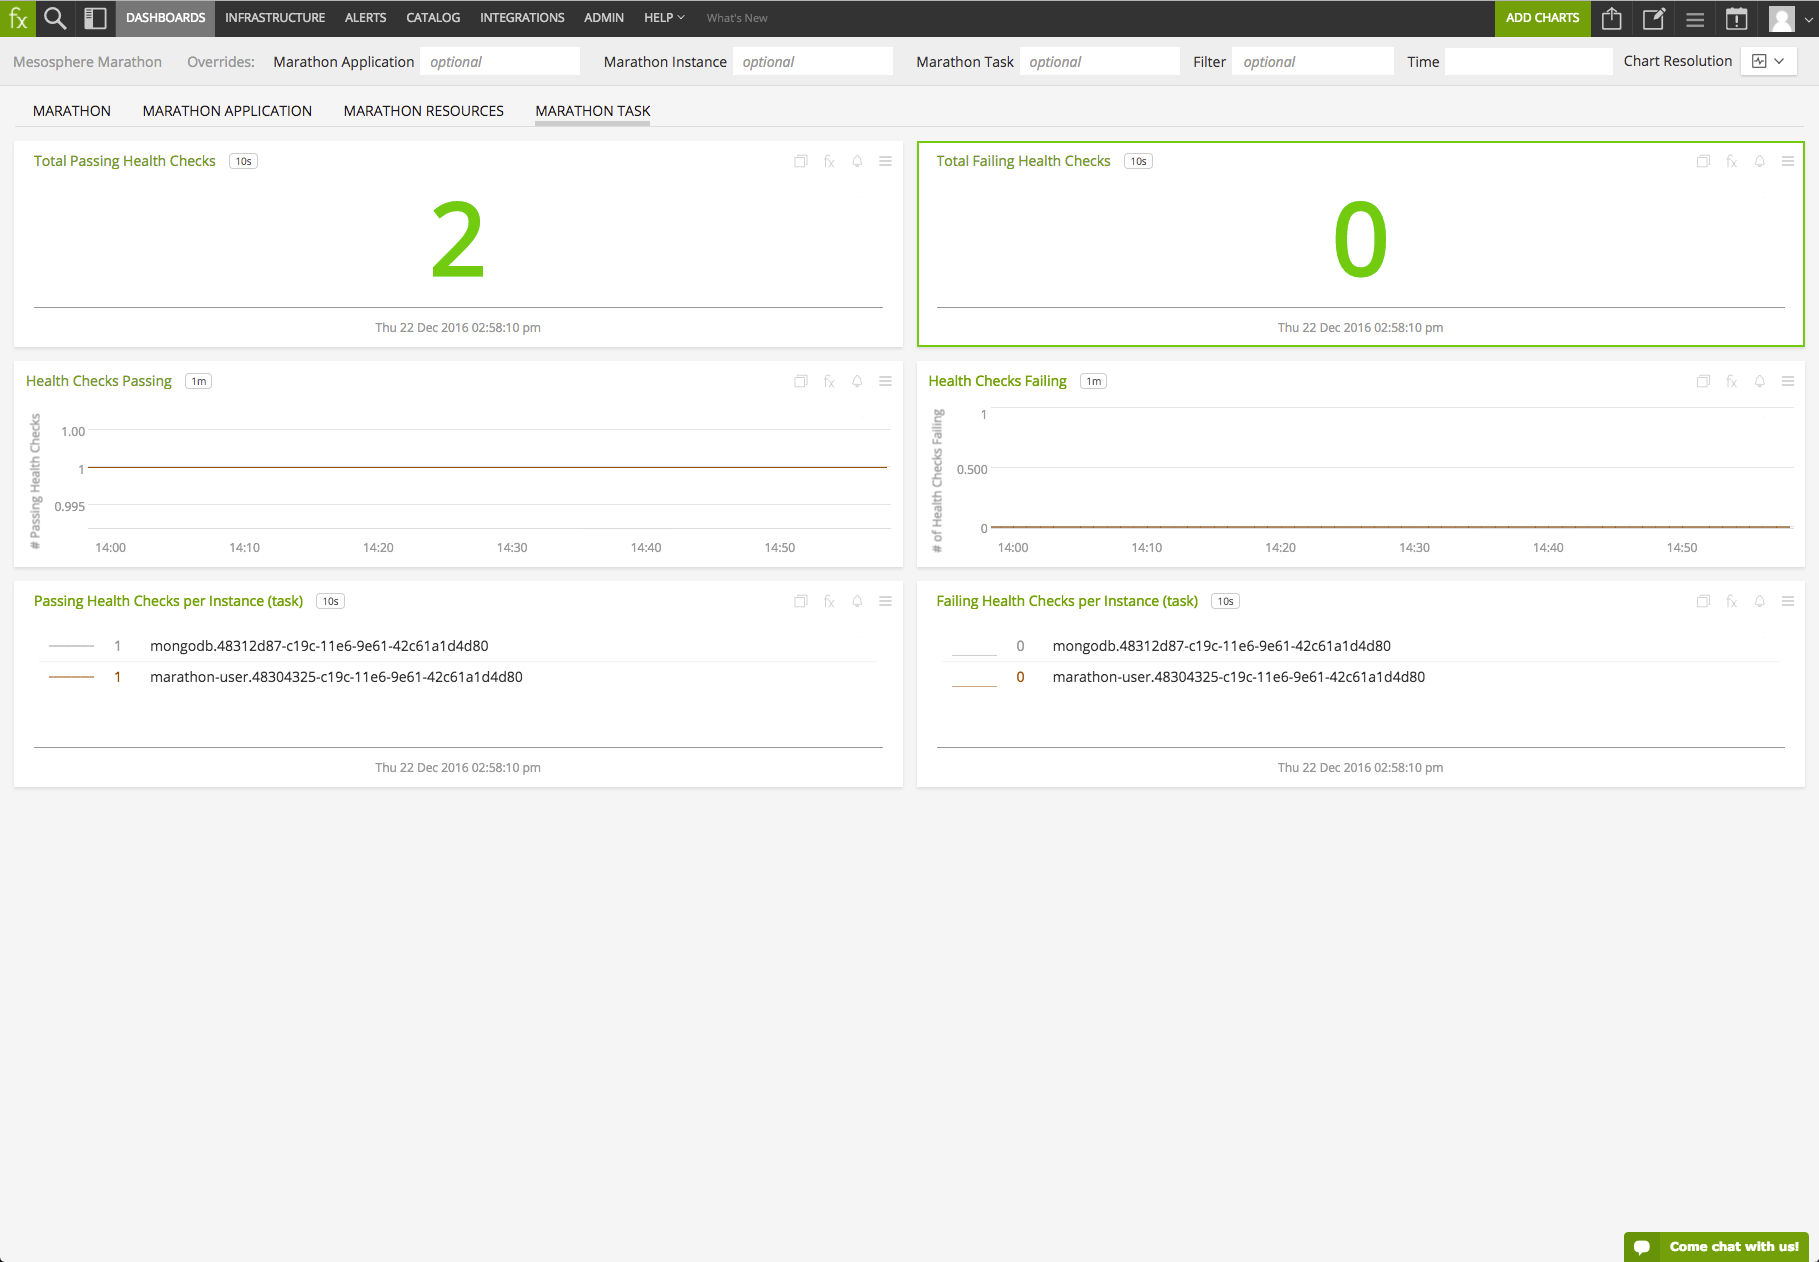 fx DASHBOARDS INFRASTRUCTURE ALERTS CATALOG INTEGRATIONS ADMIN HELP What's New ADD CHARTS
Mesosphere Marathon Overrides: Marathon Application optional Marathon Instance optional Marathon Task optional Filter optional Time Chart Resolution
MARATHON MARATHON APPLICATION MARATHON RESOURCES MARATHON TASK
Total Passing Health Checks 10s fx
2
Thu 22 Dec 2016 02:58:10 pm
Total Failing Health Checks 10s fx
0
Thu 22 Dec 2016 02:58:10 pm
Health Checks Passing 1m fx
# Passing Health Checks
1.00
1
0.995
14:00 14:10 14:20 14:30 14:40 14:50
Health Checks Failing 1m fx
# of Health Checks Failing
1
0.500
0
14:00 14:10 14:20 14:30 14:40 14:50
Passing Health Checks per Instance (task) 10s fx
1 mongodb.48312d87-c19c-11e6-9e61-42c61a1d4d80
1 marathon-user.48304325-c19c-11e6-9e61-42c61a1d4d80
Thu 22 Dec 2016 02:58:10 pm
Failing Health Checks per Instance (task) 10s fx
0 mongodb.48312d87-c19c-11e6-9e61-42c61a1d4d80
0 marathon-user.48304325-c19c-11e6-9e61-42c61a1d4d80
Thu 22 Dec 2016 02:58:10 pm
Come chat with us!